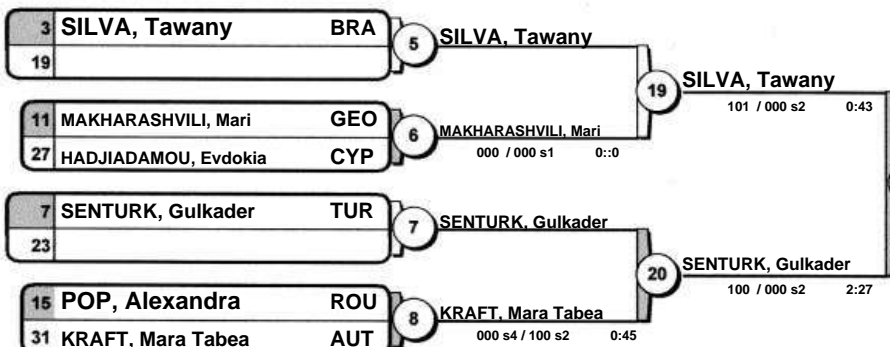 3 SILVA, Tawany BRA
19
5
SILVA, Tawany
11 MAKHARASHVILI, Mari GEO
27 HADJIADAMOU, Evdokia CYP
6
MAKHARASHVILI, Mari
000 / 000 s1 0::0
19
SILVA, Tawany
101 / 000 s2 0:43
7 SENTURK, Gulkader TUR
23
7
SENTURK, Gulkader
15 POP, Alexandra ROU
31 KRAFT, Mara Tabea AUT
8
KRAFT, Mara Tabea
000 s4 / 100 s2 0:45
20
SENTURK, Gulkader
100 / 000 s2 2:27